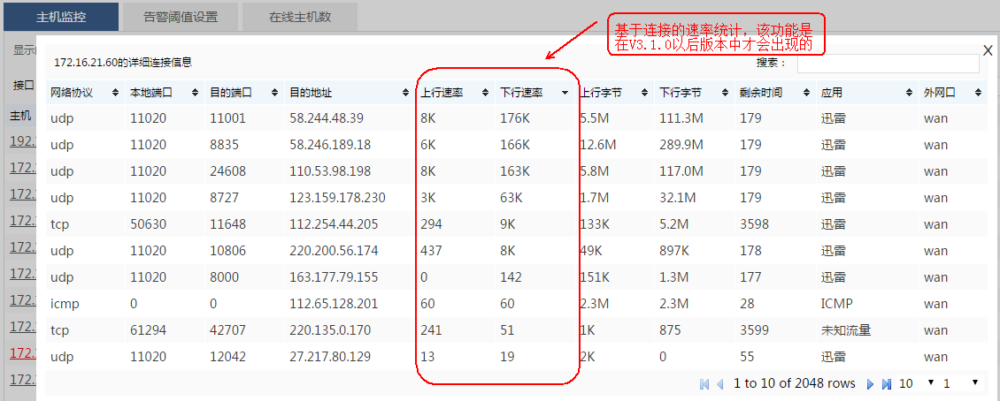 主机监控 告警阈值设置 在线主机数
基于连接的速率统计，该功能是
在V3.1.0以后版本中才会出现的
显示
X
172.16.21.60的详细连接信息 搜索：
接口
网络协议 本地端口 目的端口 目的地址 上行速率 下行速率 上行字节 下行字节 剩余时间 应用 外网口
主机
udp 11020 11001 58.244.48.39 8K 176K 5.5M 111.3M 179 迅雷 wan
192.
udp 11020 8835 58.246.189.18 6K 166K 12.6M 289.9M 179 迅雷 wan
172.
udp 11020 24608 110.53.98.198 8K 163K 5.8M 117.0M 179 迅雷 wan
172.
udp 11020 8727 123.159.178.230 3K 63K 1.7M 32.1M 179 迅雷 wan
172.
tcp 50630 11648 112.254.44.205 294 9K 133K 5.2M 3598 迅雷 wan
172.
udp 11020 10806 220.200.56.174 437 8K 49K 897K 178 迅雷 wan
172.
udp 11020 8000 163.177.79.155 0 142 151K 1.3M 177 迅雷 wan
172.
icmp 0 0 112.65.128.201 60 60 2.3M 2.3M 28 ICMP wan
172.
tcp 61294 42707 220.135.0.170 241 51 1K 875 3599 未知流量 wan
172.
udp 11020 12042 27.217.80.129 13 19 2K 0 55 迅雷 wan
172.
1 to 10 of 2048 rows 10 1